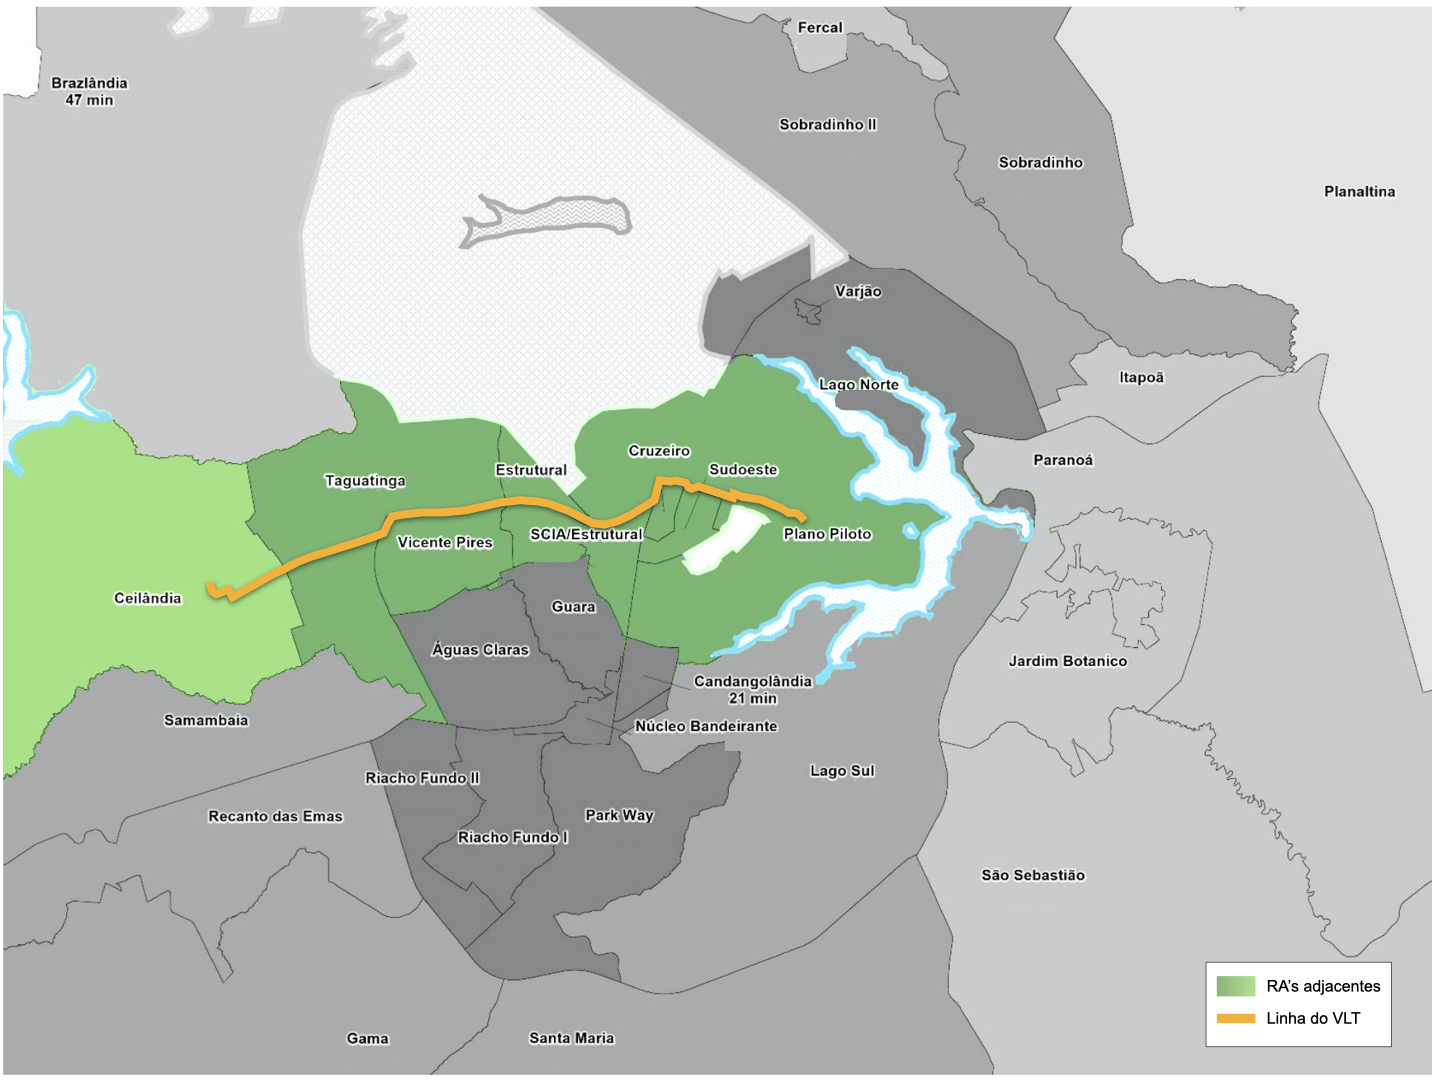 Fercal
Brazlândia
47 min
Sobradinho II
Sobradinho
Planaltina
Varjão
Itapoã
Lago Norte
Cruzeiro
Paranoá
Estrutural
Sudoeste
Taguatinga
SCIA/Estrutural
Plano Piloto
Vicente Pires
Ceilândia
Guara
Águas Claras
Jardim Botanico
Candangolândia
21 min
Samambaia
Núcleo Bandeirante
Lago Sul
Riacho Fundo II
Recanto das Emas
Park Way
Riacho Fundo I
São Sebastião
RA's adjacentes
Linha do VLT
Gama
Santa Maria